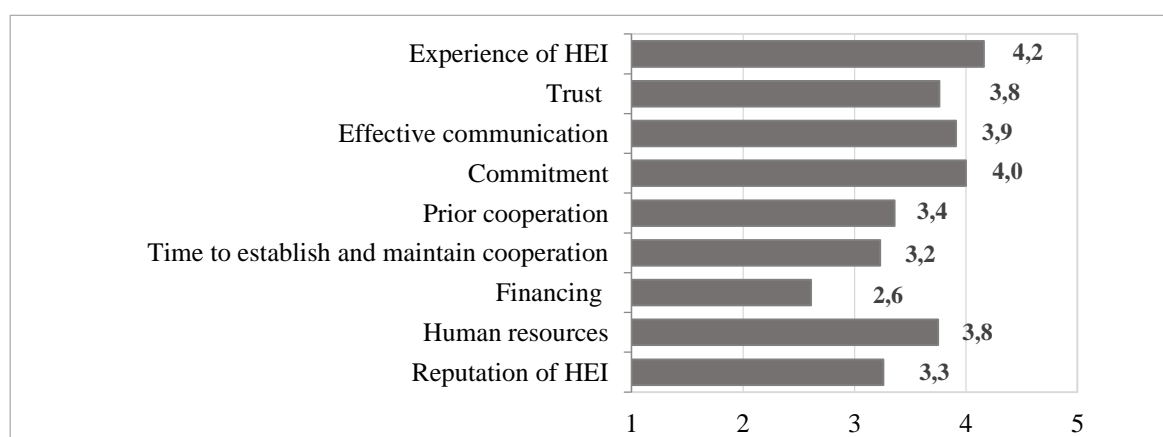 Experience of HEI 4,2
Trust 3,8
Effective communication 3,9
Commitment 4,0
Prior cooperation 3,4
Time to establish and maintain cooperation 3,2
Financing 2,6
Human resources 3,8
Reputation of HEI 3,3
1 2 3 4 5